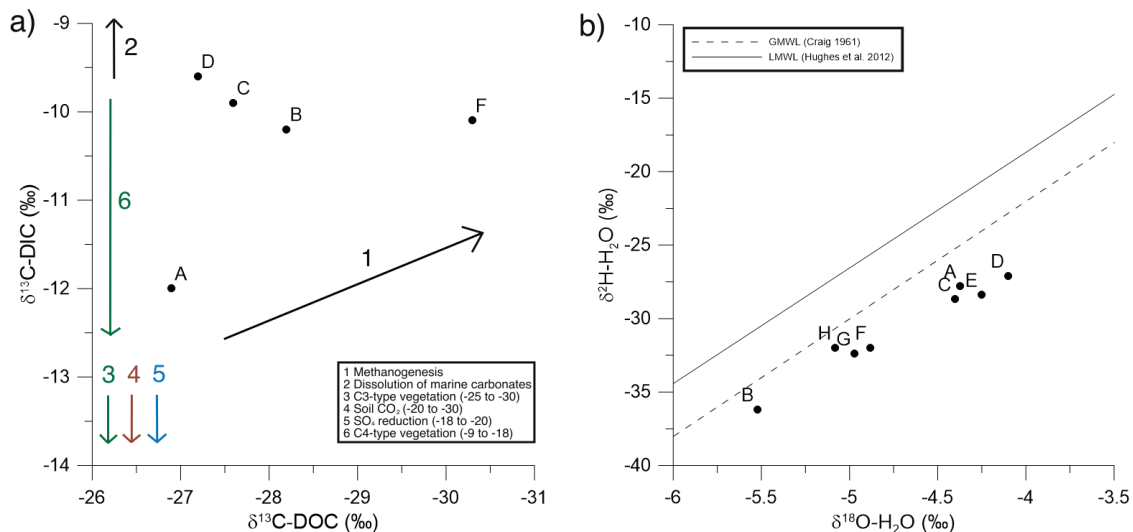 a)
δ¹³C-DIC (‰)
-9
-10
-11
-12
-13
-14
2
6
3
4
5
D
C
B
F
A
1
1 Methanogenesis
2 Dissolution of marine carbonates
3 C3-type vegetation (-25 to -30)
4 Soil CO₂ (-20 to -30)
5 SO₄ reduction (-18 to -20)
6 C4-type vegetation (-9 to -18)
-26
-27
-28
-29
-30
-31
δ¹³C-DOC (‰)
b)
δ²H-H₂O (‰)
-10
-15
-20
-25
-30
-35
-40
GMWL (Craig 1961)
LMWL (Hughes et al. 2012)
D
A
E
C
H
G
F
B
-6
-5.5
-5
-4.5
-4
-3.5
δ¹⁸O-H₂O (‰)